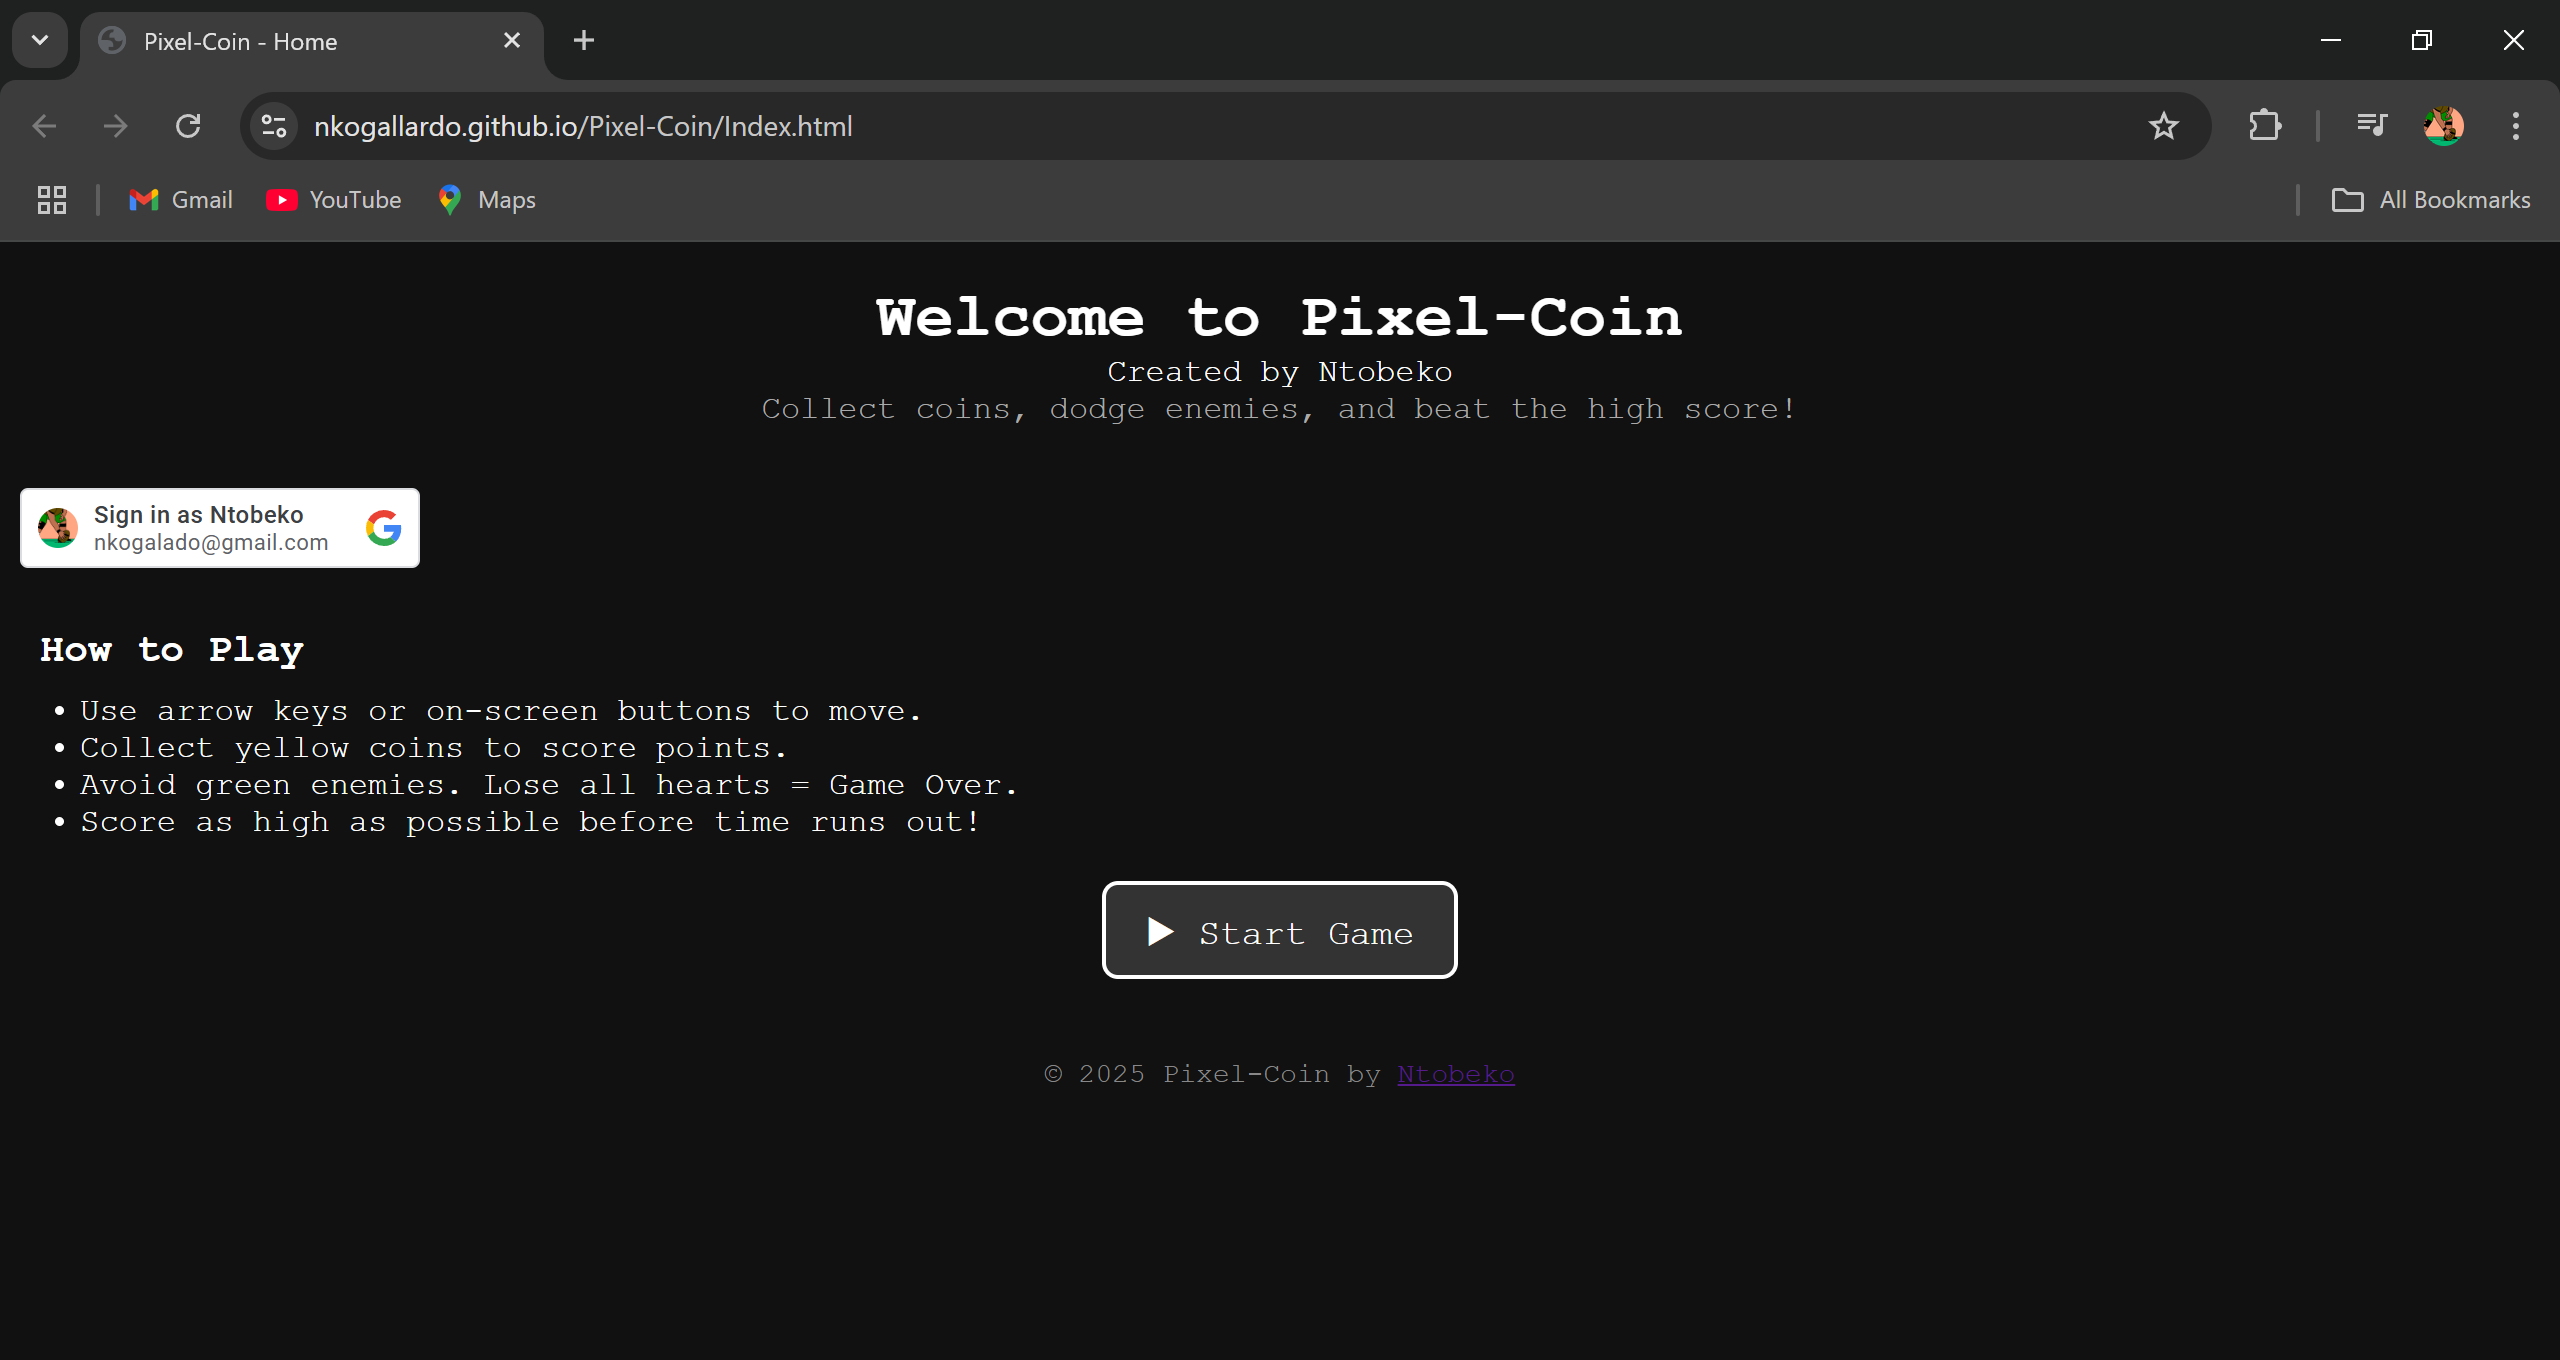 Pixel-Coin - Home
nkogallardo.github.io/Pixel-Coin/Index.html
Gmail
YouTube
Maps
All Bookmarks
Welcome to Pixel-Coin
Created by Ntobeko
Collect coins, dodge enemies, and beat the high score!
Sign in as Ntobeko
nkogalado@gmail.com
How to Play
• Use arrow keys or on-screen buttons to move.
• Collect yellow coins to score points.
• Avoid green enemies. Lose all hearts = Game Over.
• Score as high as possible before time runs out!
▶ Start Game
© 2025 Pixel-Coin by Ntobeko